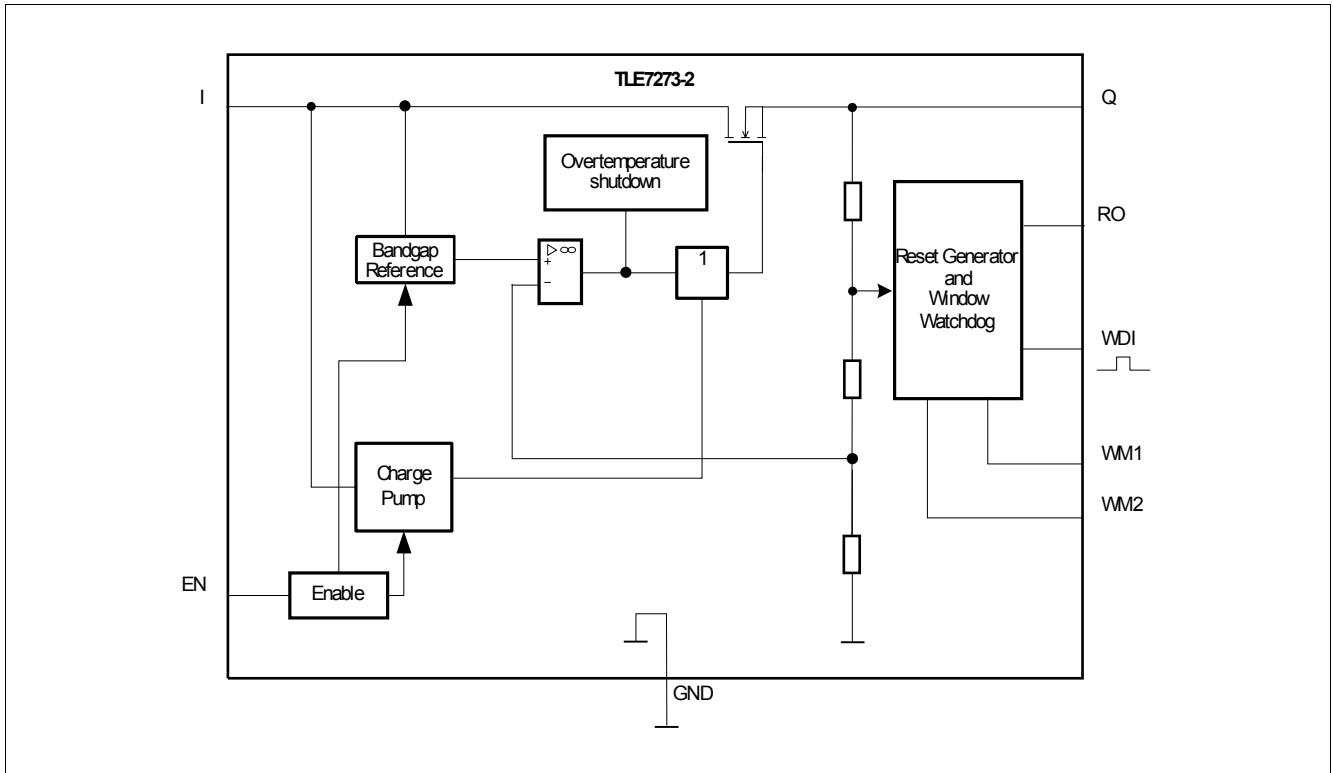 TLE7273-2
I
Q
Overtemperature
shutdown
RO
Bandgap
Reference
▷∞
+
−
1
Reset Generator
and
Window
Watchdog
WDI
Charge
Pump
WM1
WM2
EN
Enable
GND